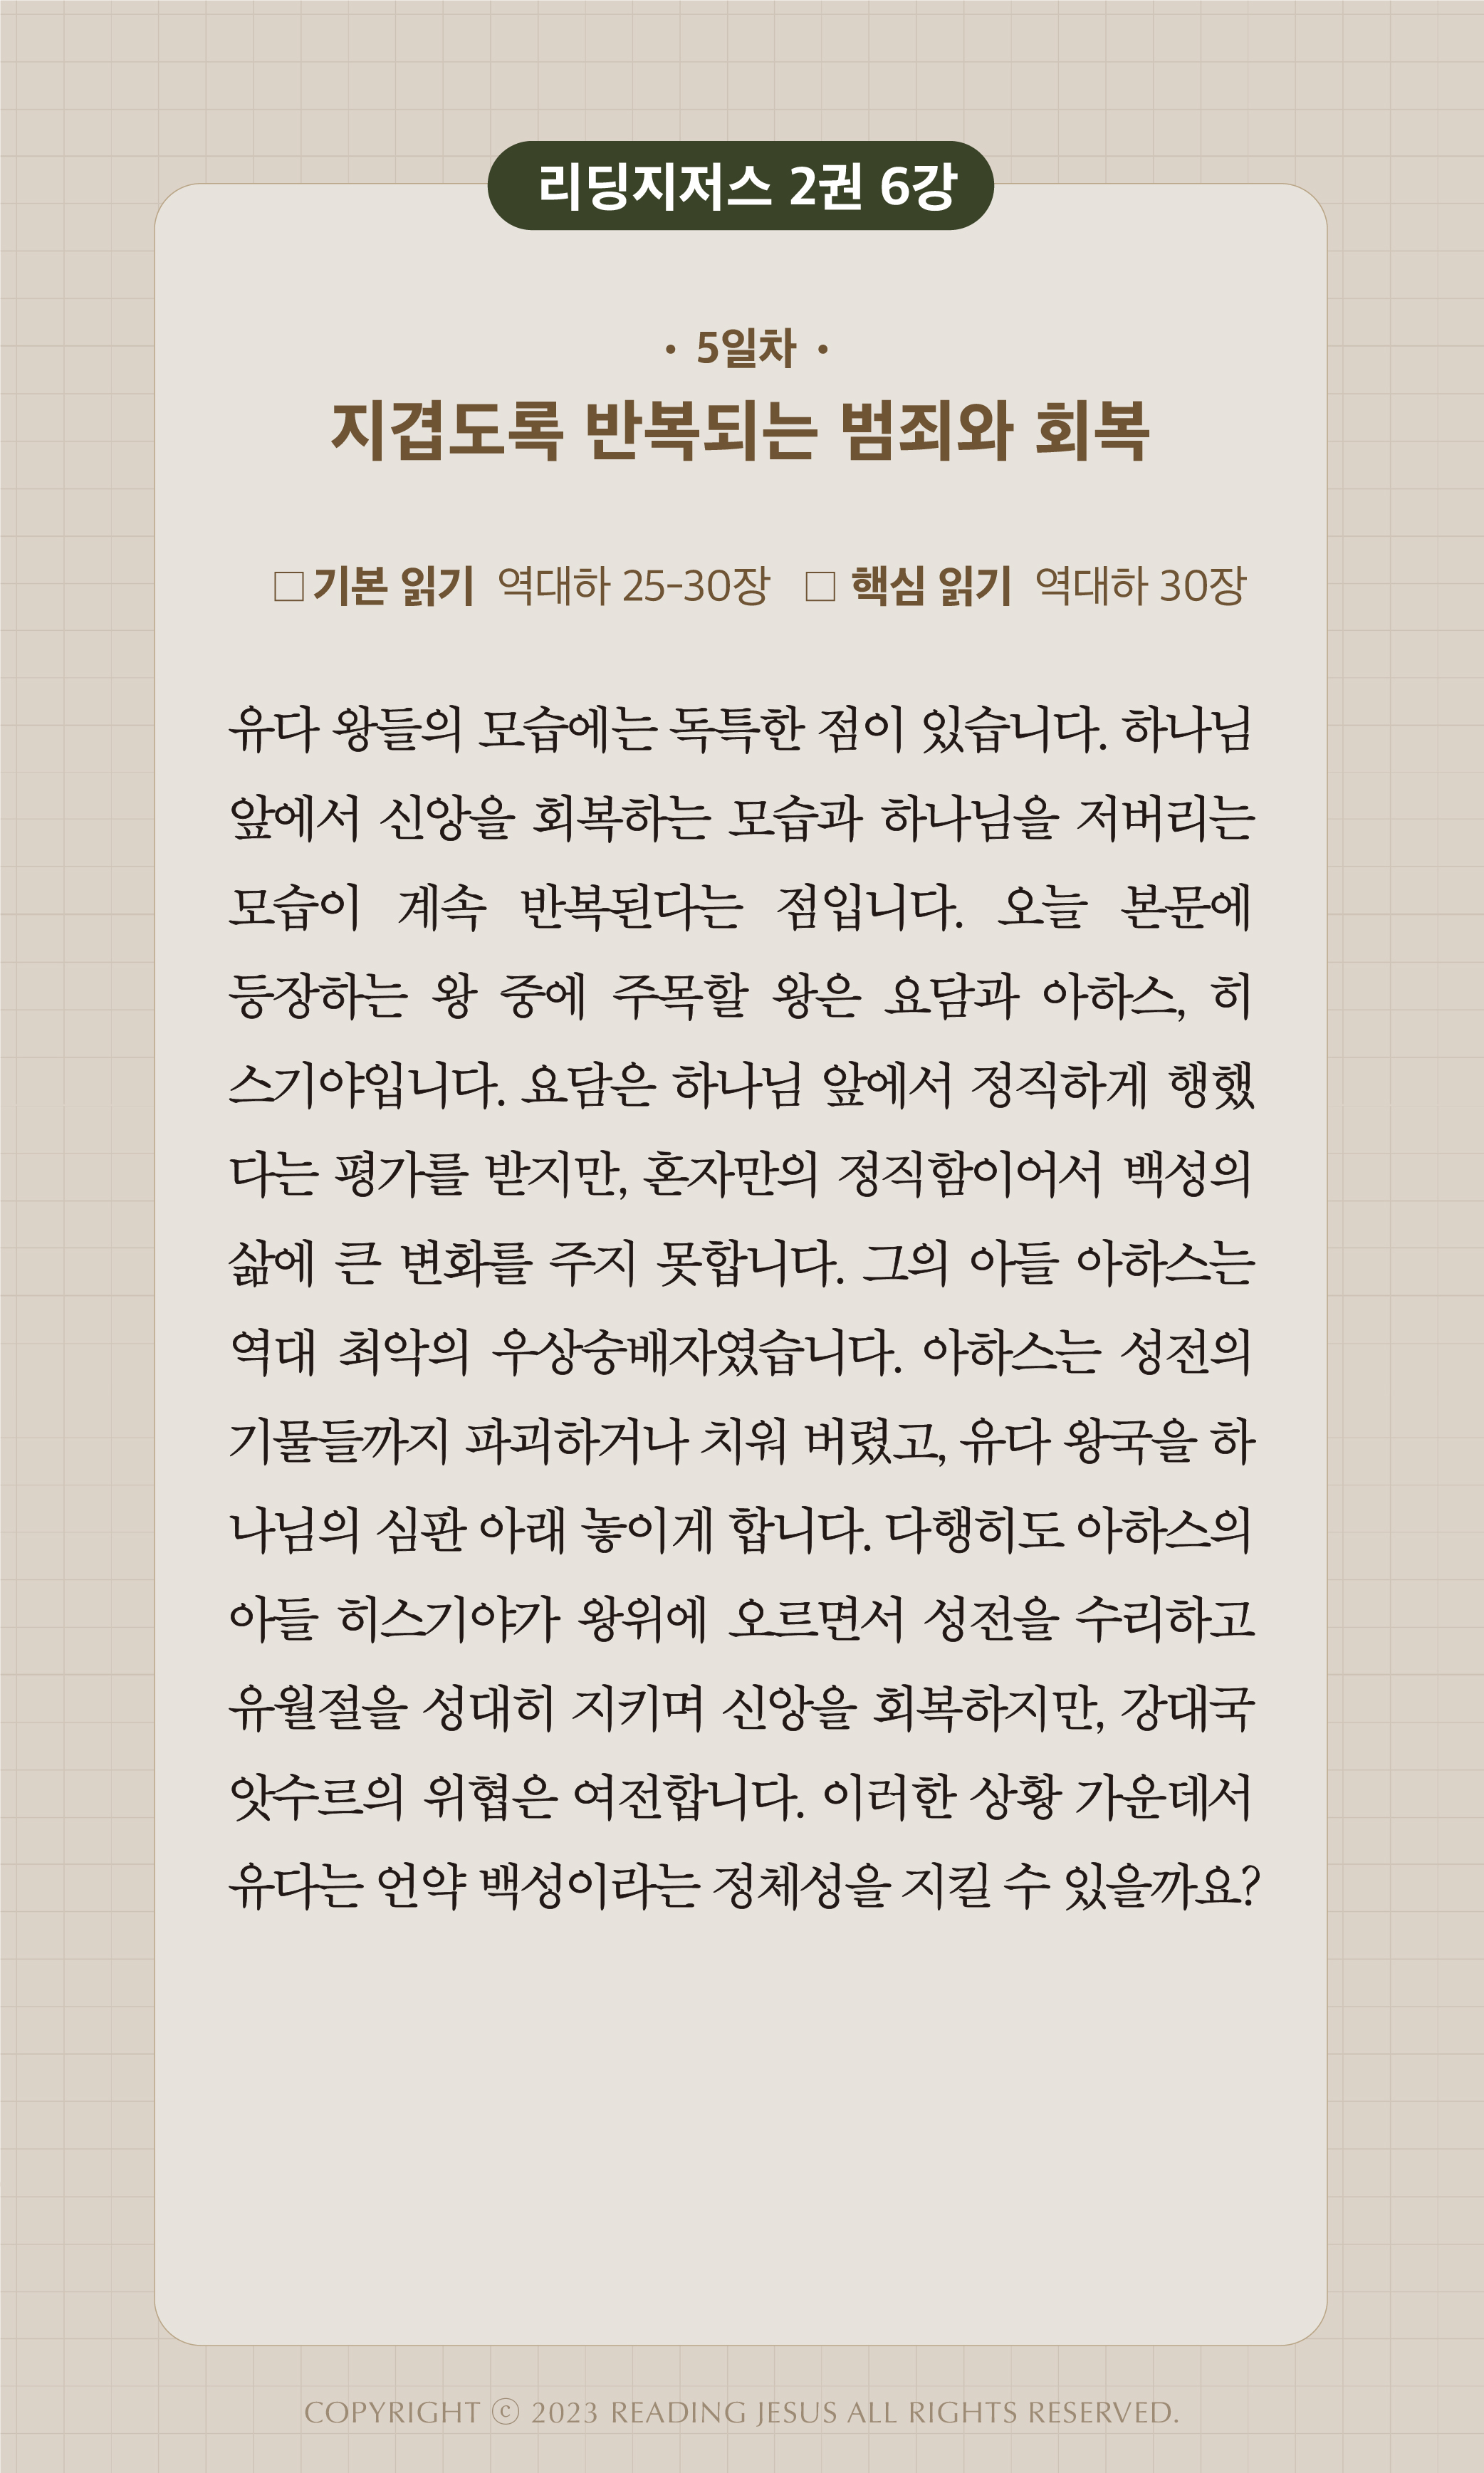 리딩지저스 2권 6강
· 5일차 ·
지겹도록 반복되는 범죄와 회복
□ 기본 읽기 역대하 25-30장 □ 핵심 읽기 역대하 30장
유다 왕들의 모습에는 독특한 점이 있습니다. 하나님
앞에서 신앙을 회복하는 모습과 하나님을 저버리는
모습이 계속 반복된다는 점입니다. 오늘 본문에
등장하는 왕 중에 주목할 왕은 요담과 아하스, 히
스기야입니다. 요담은 하나님 앞에서 정직하게 행했
다는 평가를 받지만, 혼자만의 정직함이어서 백성의
삶에 큰 변화를 주지 못합니다. 그의 아들 아하스는
역대 최악의 우상숭배자였습니다. 아하스는 성전의
기물들까지 파괴하거나 치워 버렸고, 유다 왕국을 하
나님의 심판 아래 놓이게 합니다. 다행히도 아하스의
아들 히스기야가 왕위에 오르면서 성전을 수리하고
유월절을 성대히 지키며 신앙을 회복하지만, 강대국
앗수르의 위협은 여전합니다. 이러한 상황 가운데서
유다는 언약 백성이라는 정체성을 지킬 수 있을까요?
COPYRIGHT ⓒ 2023 READING JESUS ALL RIGHTS RESERVED.